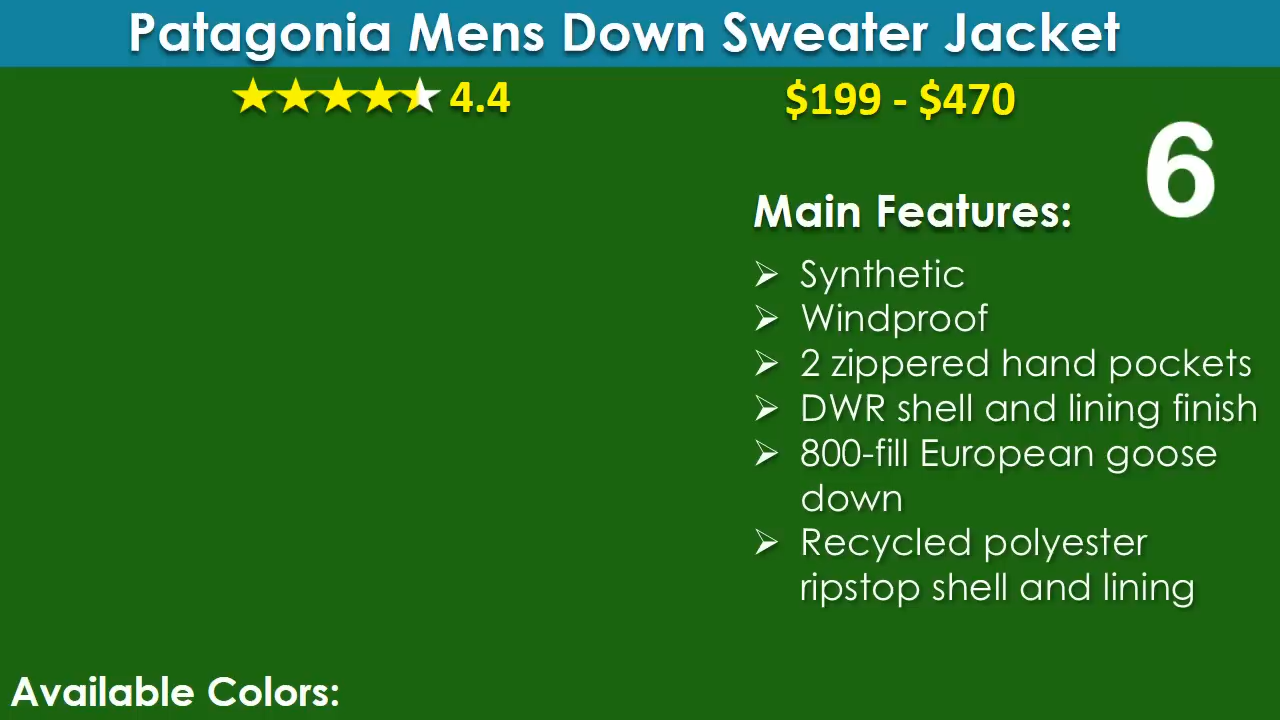 Patagonia Mens Down Sweater Jacket
4.4
$199 - $470
6
Main Features:
Synthetic
Windproof
2 zippered hand pockets
DWR shell and lining finish
800-fill European goose
down
Recycled polyester
ripstop shell and lining
Available Colors: